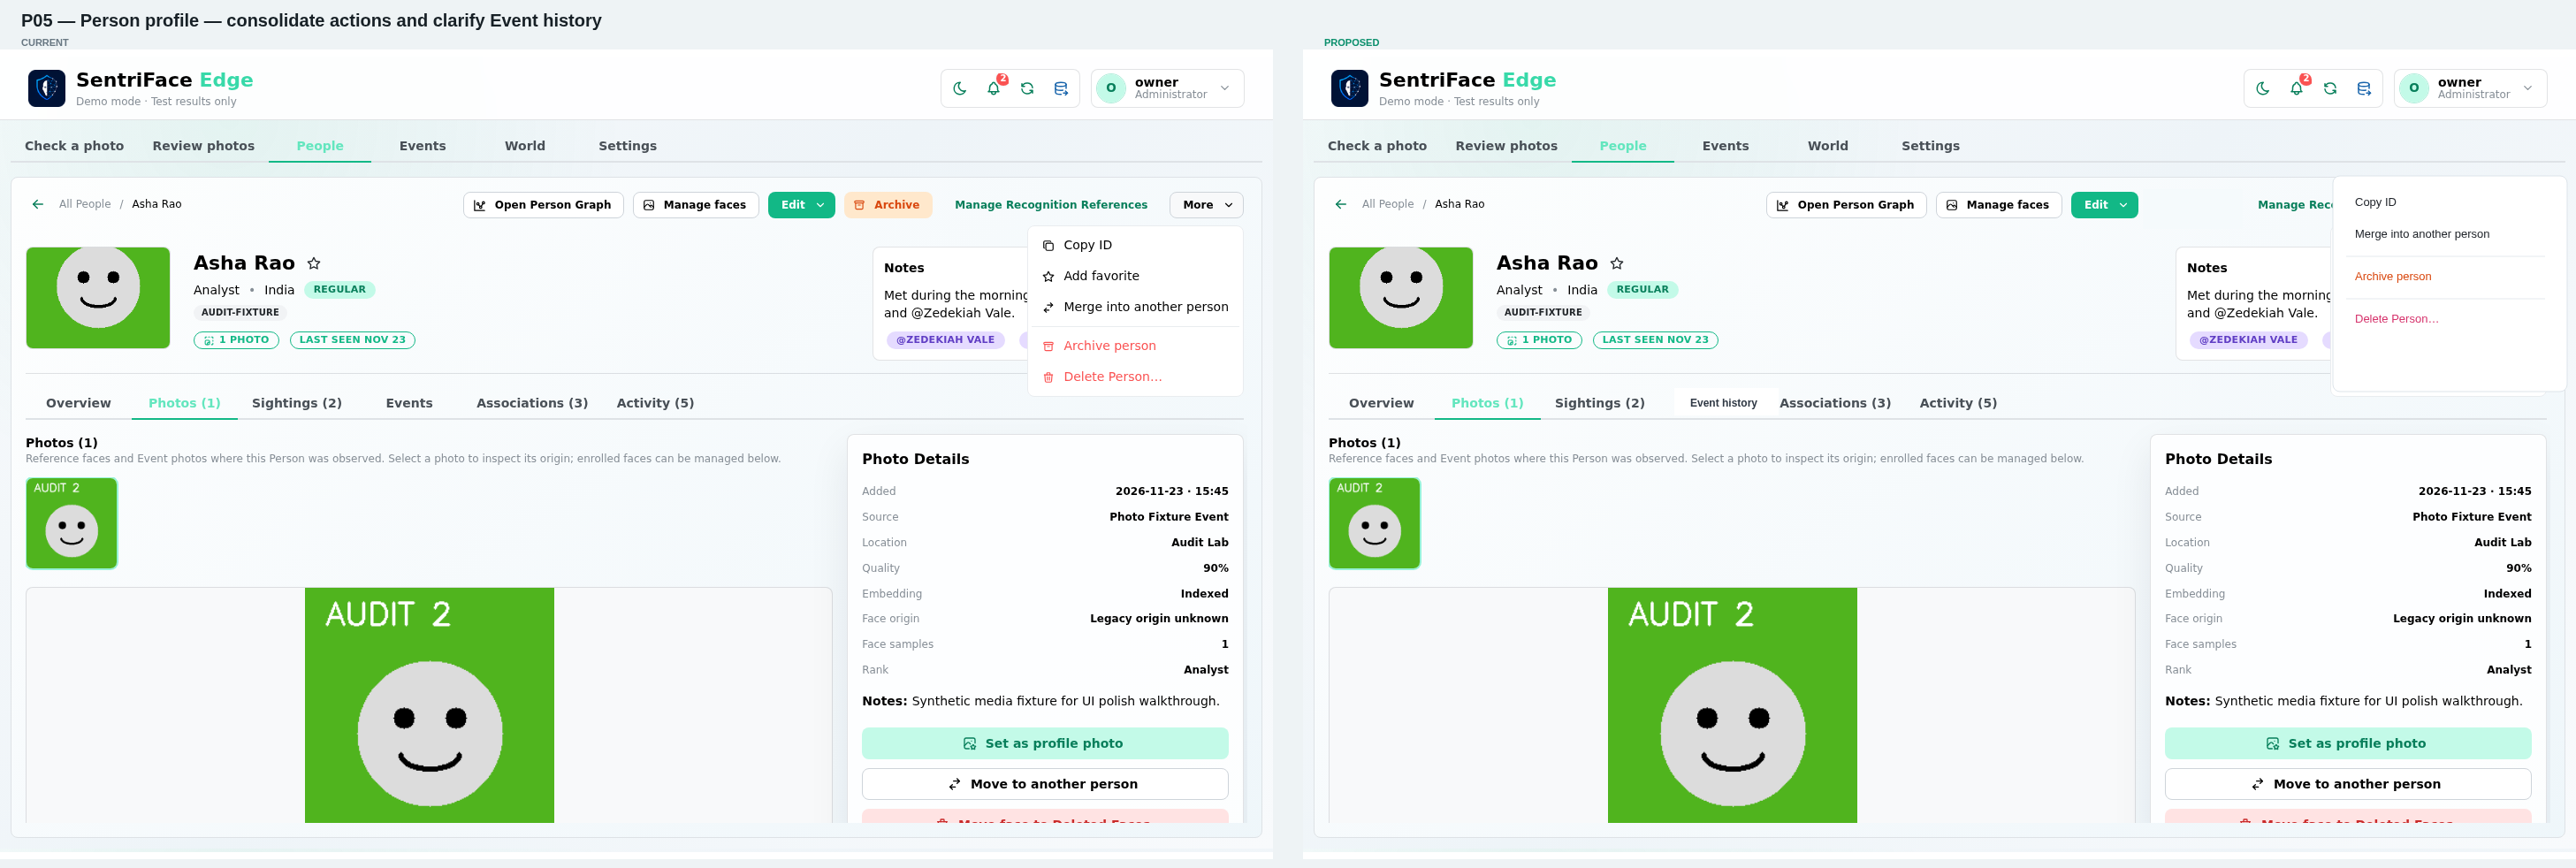 P05 — Person profile — consolidate actions and clarify Event history
CURRENT
SentriFace Edge
Demo mode · Test results only
2
O
owner
Administrator
Check a photo
Review photos
People
Events
World
Settings
All People / Asha Rao
Open Person Graph
Manage faces
Edit
Archive
Manage Recognition References
More
Copy ID
Add favorite
Merge into another person
Archive person
Delete Person…
Asha Rao
Analyst • India REGULAR
AUDIT-FIXTURE
1 PHOTO
LAST SEEN NOV 23
Notes
Met during the morning
and @Zedekiah Vale.
@ZEDEKIAH VALE
Overview
Photos (1)
Sightings (2)
Events
Associations (3)
Activity (5)
Photos (1)
Reference faces and Event photos where this Person was observed. Select a photo to inspect its origin; enrolled faces can be managed below.
AUDIT 2
AUDIT 2
Photo Details
Added 2026-11-23 · 15:45
Source Photo Fixture Event
Location Audit Lab
Quality 90%
Embedding Indexed
Face origin Legacy origin unknown
Face samples 1
Rank Analyst
Notes: Synthetic media fixture for UI polish walkthrough.
Set as profile photo
Move to another person
Move face to Deleted Faces
PROPOSED
SentriFace Edge
Demo mode · Test results only
2
O
owner
Administrator
Check a photo
Review photos
People
Events
World
Settings
All People / Asha Rao
Open Person Graph
Manage faces
Edit
Manage Rec
Copy ID
Merge into another person
Archive person
Delete Person…
Asha Rao
Analyst • India REGULAR
AUDIT-FIXTURE
1 PHOTO
LAST SEEN NOV 23
Notes
Met during the morning
and @Zedekiah Vale.
@ZEDEKIAH VALE
Overview
Photos (1)
Sightings (2)
Event history
Associations (3)
Activity (5)
Photos (1)
Reference faces and Event photos where this Person was observed. Select a photo to inspect its origin; enrolled faces can be managed below.
AUDIT 2
AUDIT 2
Photo Details
Added 2026-11-23 · 15:45
Source Photo Fixture Event
Location Audit Lab
Quality 90%
Embedding Indexed
Face origin Legacy origin unknown
Face samples 1
Rank Analyst
Notes: Synthetic media fixture for UI polish walkthrough.
Set as profile photo
Move to another person
Move face to Deleted Faces